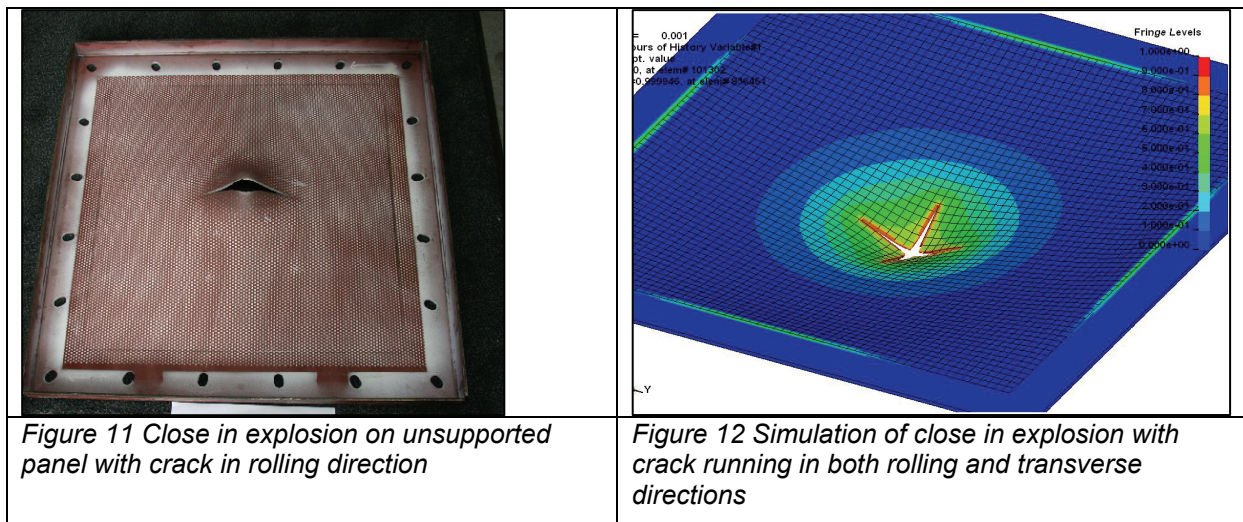 = 0.001
ours of History Variable#1
pt. value
0, at elem# 101302
=0.999946, at elem#
Fringe Levels
1.000e+00
9.000e-01
8.000e-01
7.000e-01
6.000e-01
5.000e-01
4.000e-01
3.000e-01
2.000e-01
1.000e-01
0.000e+00
Y
Figure 11 Close in explosion on unsupported
panel with crack in rolling direction
Figure 12 Simulation of close in explosion with
crack running in both rolling and transverse
directions